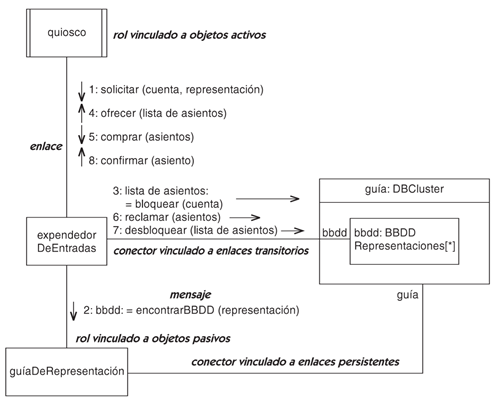 quiosco
rol vinculado a objetos activos
1: solicitar (cuenta, representación)
4: ofrecer (lista de asientos)
5: comprar (asientos)
8: confirmar (asiento)
enlace
3: lista de asientos:
= bloquear (cuenta)
6: reclamar (asientos)
7: desbloquear (lista de asientos)
guía: DBCluster
expendedor
DeEntradas
bbdd
bbdd: BBDD
Representaciones[*]
conector vinculado a enlaces transitorios
mensaje
guía
2: bbdd: = encontrarBBDD (representación)
rol vinculado a objetos pasivos
conector vinculado a enlaces persistentes
guíaDeRepresentación